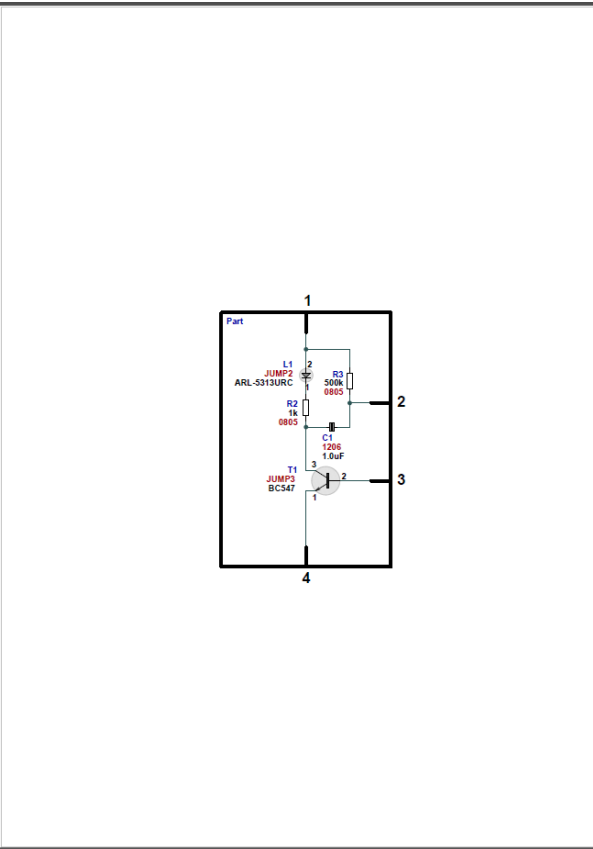 1
Part
L1
2
JUMP2
ARL-5313URC
1
R3
500k
0805
R2
1k
0805
2
C1
1206
1.0uF
T1
3
JUMP3
2
BC547
1
3
4